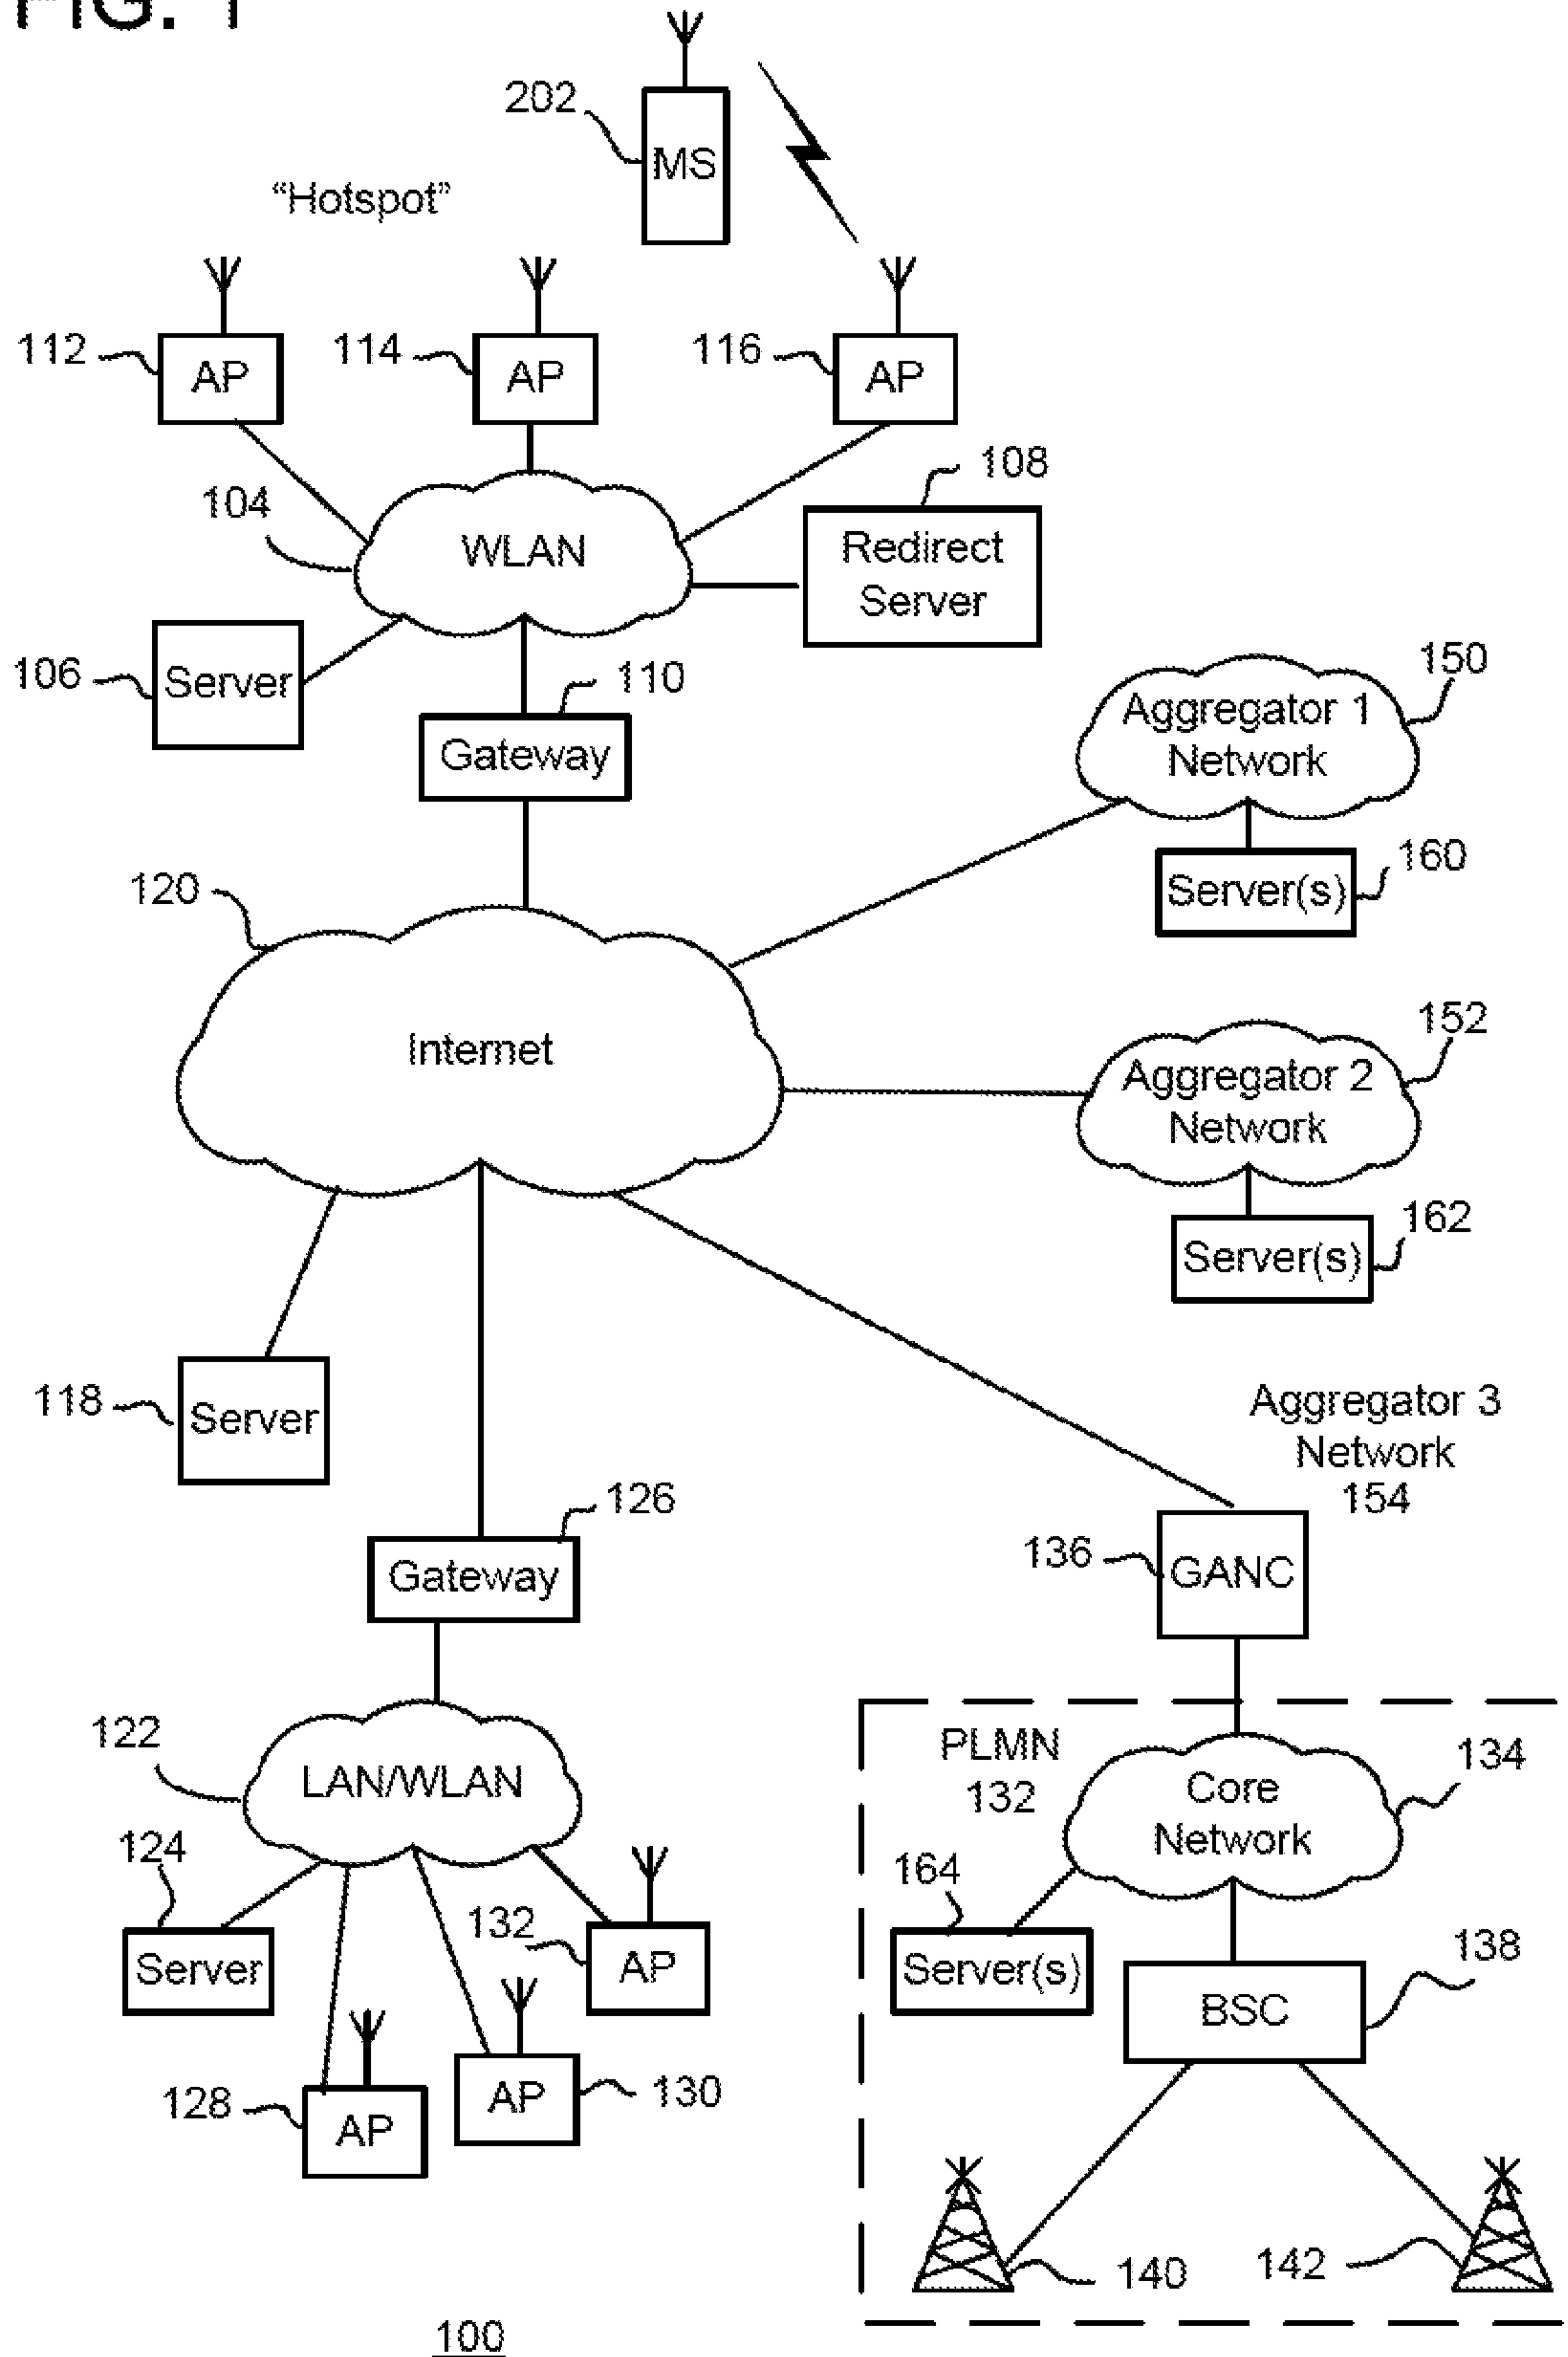 FIG. 1
202
MS
“Hotspot”
112
AP
114
AP
116
AP
104
WLAN
108
Redirect
Server
106
Server
110
Gateway
150
Aggregator 1
Network
160
Server(s)
120
Internet
152
Aggregator 2
Network
162
Server(s)
118
Server
Aggregator 3
Network
154
126
Gateway
136
GANC
122
LAN/WLAN
PLMN
132
134
Core
Network
124
Server
132
AP
164
Server(s)
138
BSC
128
AP
130
AP
140
142
100